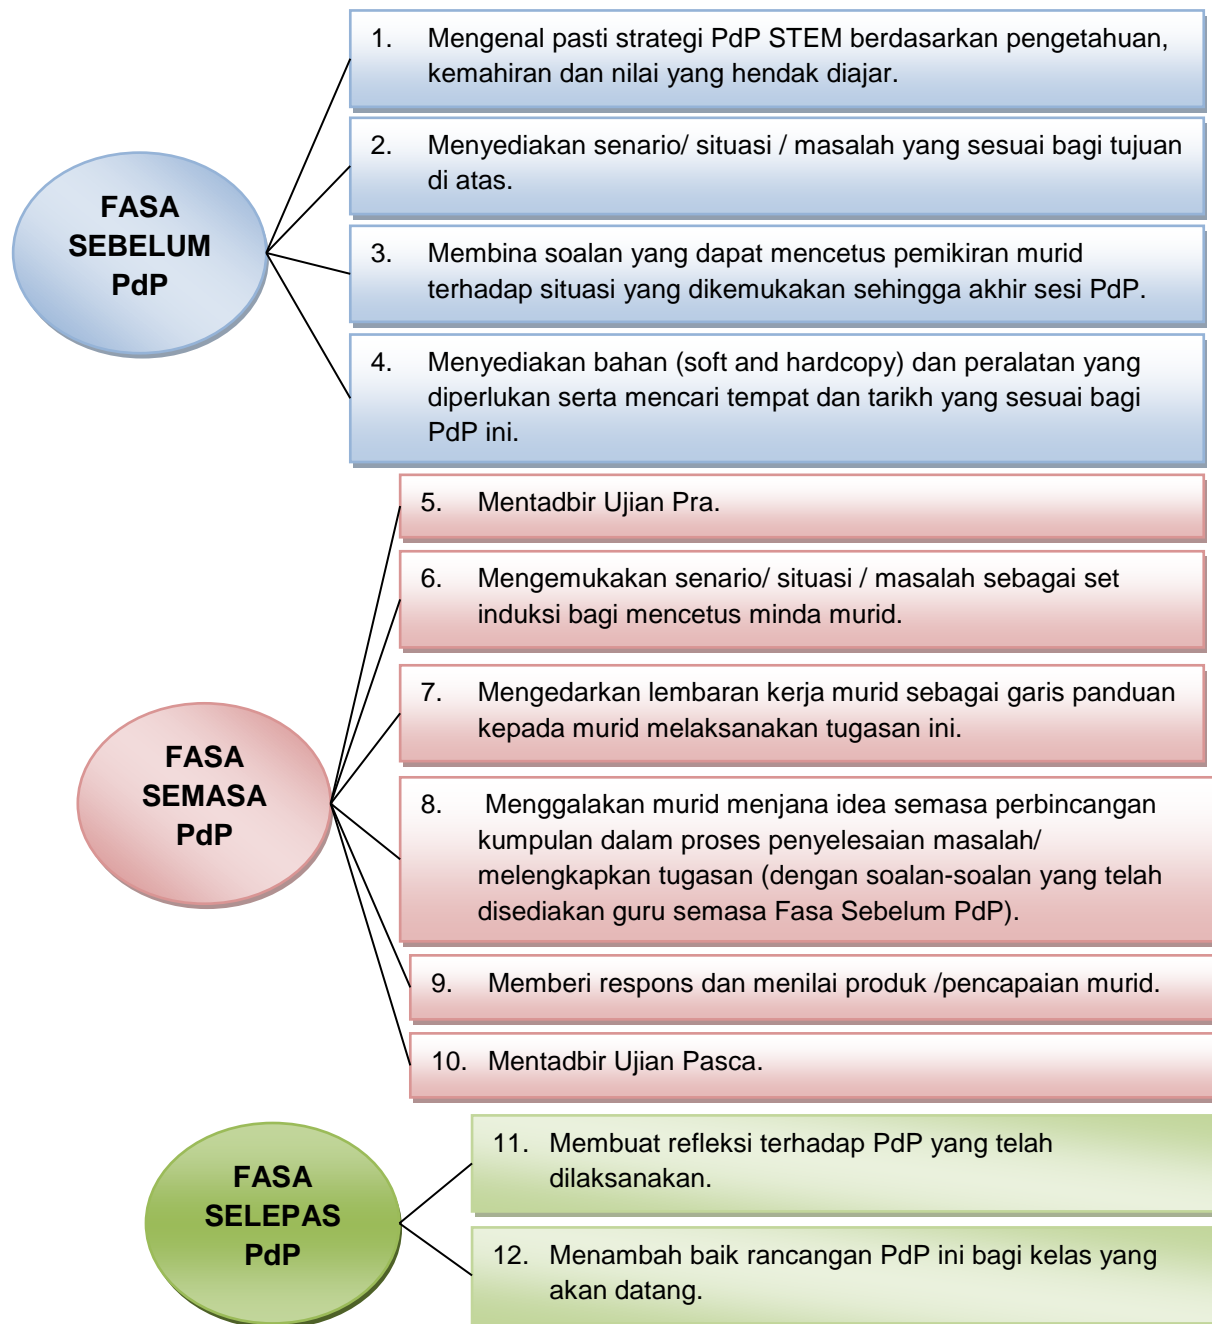 1. Mengenal pasti strategi PdP STEM berdasarkan pengetahuan,
kemahiran dan nilai yang hendak diajar.
2. Menyediakan senario/ situasi / masalah yang sesuai bagi tujuan
di atas.
FASA
SEBELUM
PdP
3. Membina soalan yang dapat mencetus pemikiran murid
terhadap situasi yang dikemukakan sehingga akhir sesi PdP.
4. Menyediakan bahan (soft and hardcopy) dan peralatan yang
diperlukan serta mencari tempat dan tarikh yang sesuai bagi
PdP ini.
5. Mentadbir Ujian Pra.
6. Mengemukakan senario/ situasi / masalah sebagai set
induksi bagi mencetus minda murid.
7. Mengedarkan lembaran kerja murid sebagai garis panduan
kepada murid melaksanakan tugasan ini.
FASA
SEMASA
PdP
8. Menggalakan murid menjana idea semasa perbincangan
kumpulan dalam proses penyelesaian masalah/
melengkapkan tugasan (dengan soalan-soalan yang telah
disediakan guru semasa Fasa Sebelum PdP).
9. Memberi respons dan menilai produk /pencapaian murid.
10. Mentadbir Ujian Pasca.
FASA
SELEPAS
PdP
11. Membuat refleksi terhadap PdP yang telah
dilaksanakan.
12. Menambah baik rancangan PdP ini bagi kelas yang
akan datang.